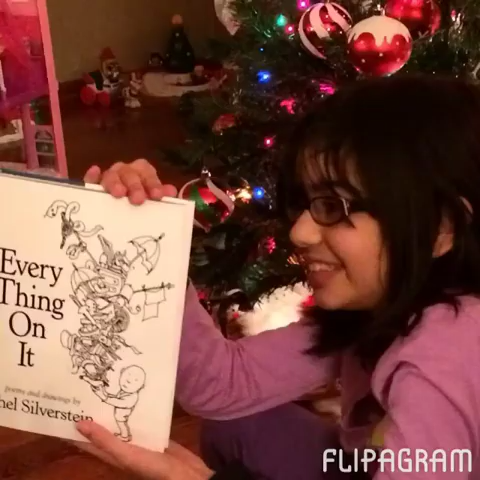 Every
Thing
On
It
poems and drawings by
hel Silverstein
FLIPAGRAM